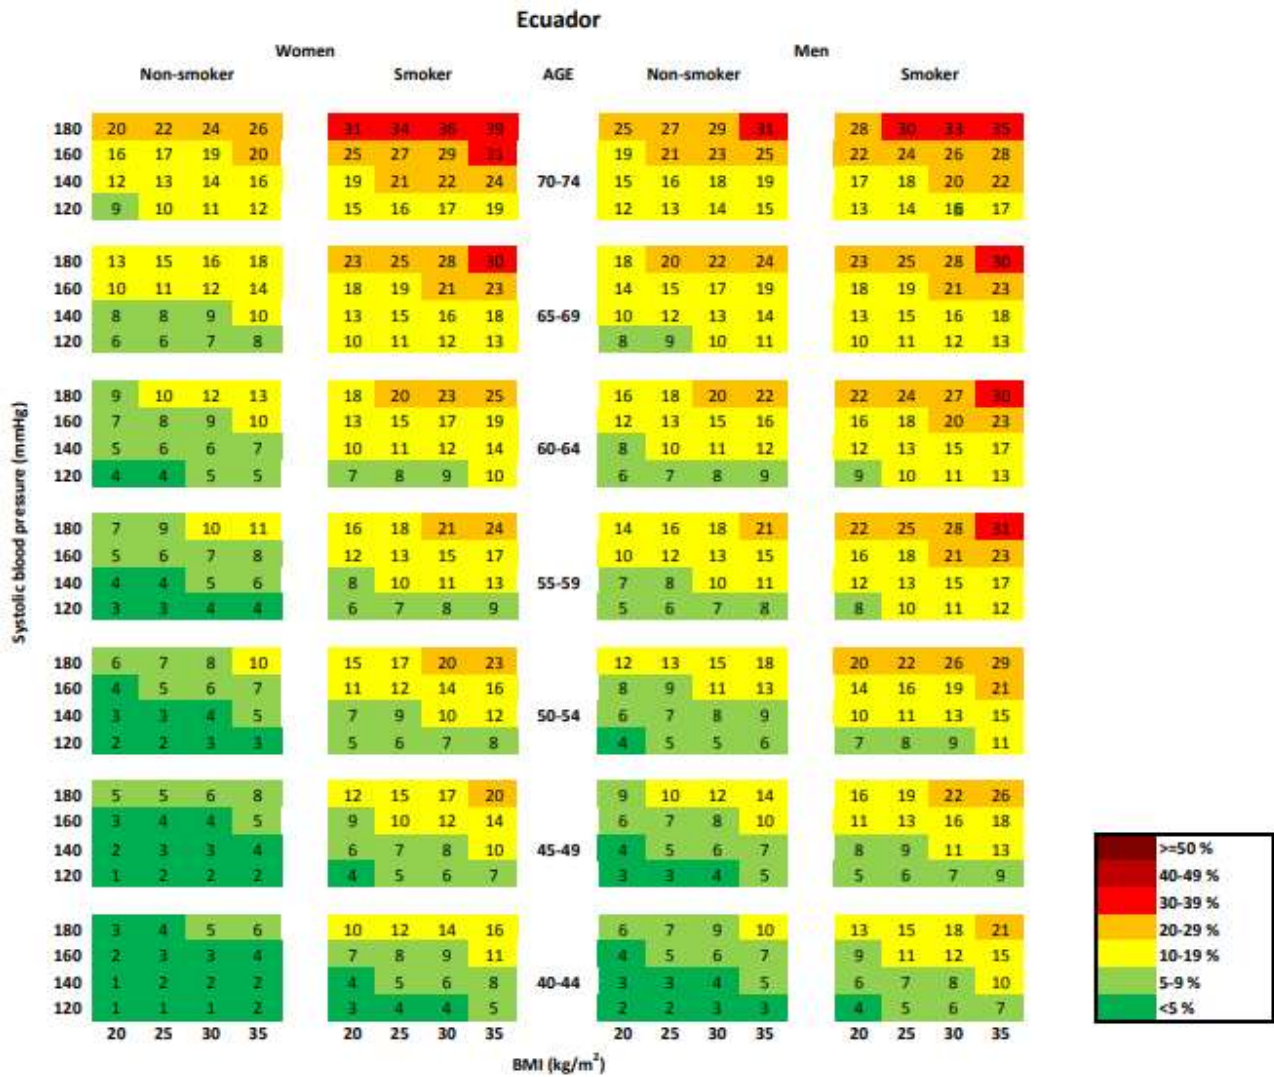 Ecuador
Women Men
Non-smoker Smoker AGE Non-smoker Smoker
180 20 22 24 26 31 34 36 39 25 27 29 31 28 30 33 35
160 16 17 19 20 25 27 29 31 19 21 23 25 22 24 26 28
140 12 13 14 16 19 21 22 24 70-74 15 16 18 19 17 18 20 22
120 9 10 11 12 15 16 17 19 12 13 14 15 13 14 16 17
180 13 15 16 18 23 25 28 30 18 20 22 24 23 25 28 30
160 10 11 12 14 18 19 21 23 14 15 17 19 18 19 21 23
140 8 8 9 10 13 15 16 18 65-69 10 12 13 14 13 15 16 18
120 6 6 7 8 10 11 12 13 8 9 10 11 10 11 12 13
180 9 10 12 13 18 20 23 25 16 18 20 22 22 24 27 30
160 7 8 9 10 13 15 17 19 12 13 15 16 16 18 20 23
140 5 6 6 7 10 11 12 14 60-64 8 10 11 12 12 13 15 17
120 4 4 5 5 7 8 9 10 6 7 8 9 9 10 11 13
180 7 9 10 11 16 18 21 24 14 16 18 21 22 25 28 31
160 5 6 7 8 12 13 15 17 10 12 13 15 16 18 21 23
140 4 4 5 6 8 10 11 13 55-59 7 8 10 11 12 13 15 17
120 3 3 4 4 6 7 8 9 5 6 7 8 8 10 11 12
180 6 7 8 10 15 17 20 23 12 13 15 18 20 22 26 29
160 4 5 6 7 11 12 14 16 8 9 11 13 14 16 19 21
140 3 3 4 5 7 9 10 12 50-54 6 7 8 9 10 11 13 15
120 2 2 3 3 5 6 7 8 4 5 5 6 7 8 9 11
180 5 5 6 8 12 15 17 20 9 10 12 14 16 19 22 26
160 3 4 4 5 9 10 12 14 6 7 8 10 11 13 16 18
140 2 3 3 4 6 7 8 10 45-49 4 5 6 7 8 9 11 13
120 1 2 2 2 4 5 6 7 3 3 4 5 5 6 7 9
180 3 4 5 6 10 12 14 16 6 7 9 10 13 15 18 21
160 2 3 3 4 7 8 9 11 4 5 6 7 9 11 12 15
140 1 2 2 2 4 5 6 8 40-44 3 3 4 5 6 7 8 10
120 1 1 1 2 3 4 4 5 2 2 3 3 4 5 6 7
20 25 30 35 20 25 30 35 20 25 30 35 20 25 30 35
BMI (kg/m²)
Systolic blood pressure (mmHg)
>=50 %
40-49 %
30-39 %
20-29 %
10-19 %
5-9 %
<5 %